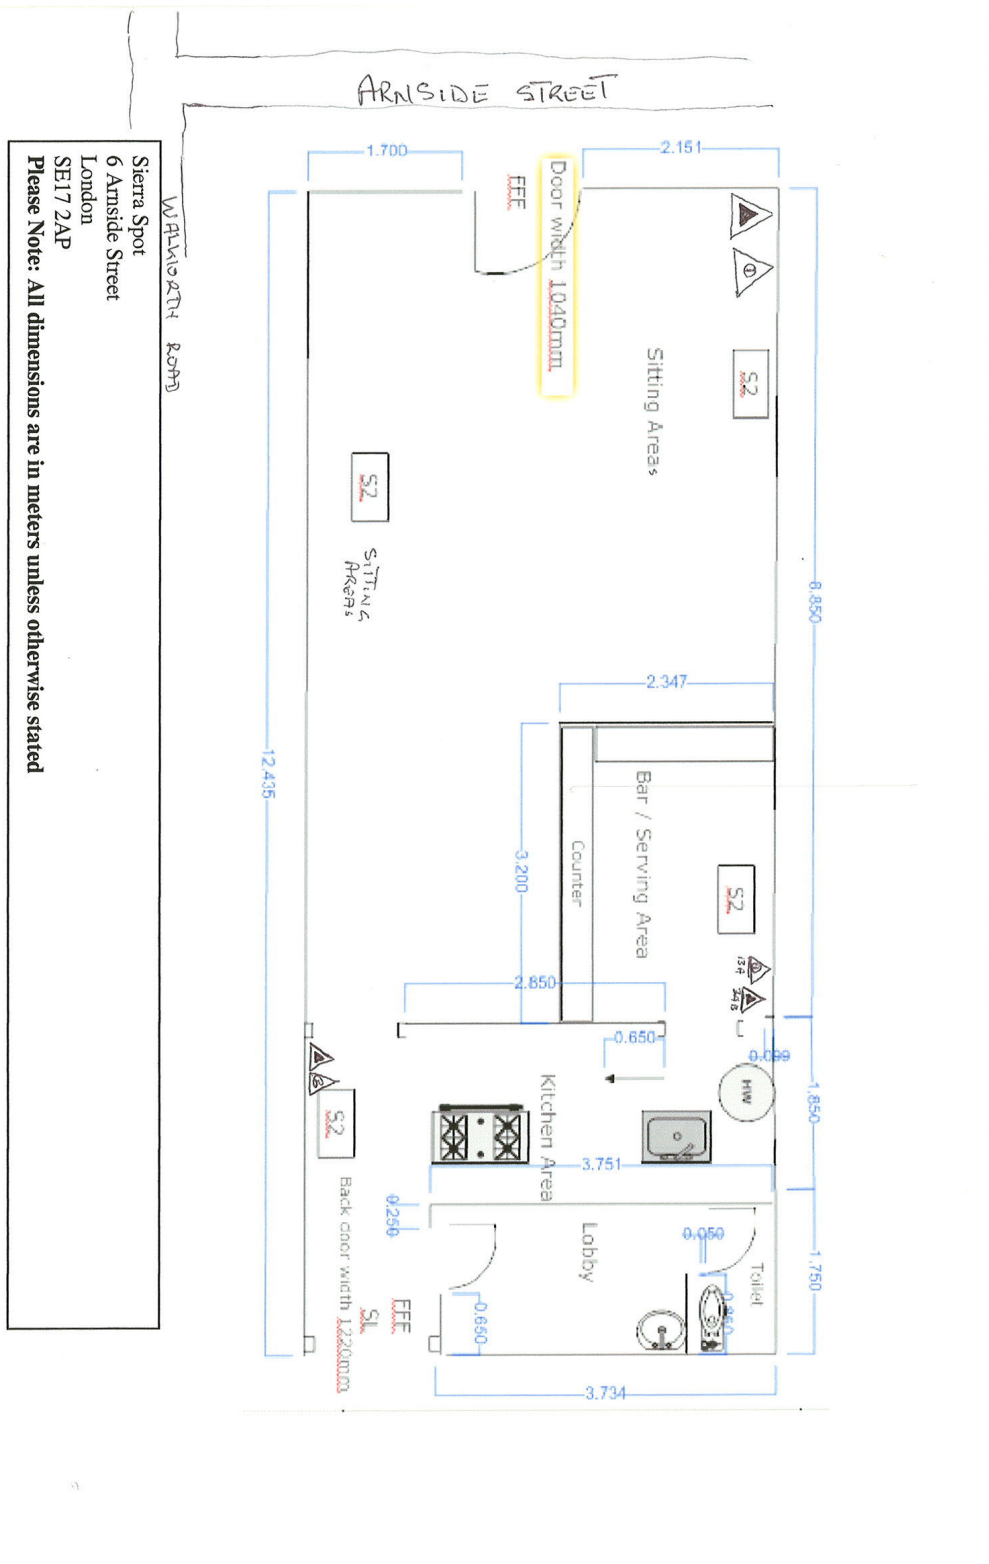 ARNSIDE STREET
WALWORTH ROAD
Sierra Spot
6 Arnside Street
London
SE17 2AP
Please Note: All dimensions are in meters unless otherwise stated
1.700
2.151
FFF
Door width 1040mm
Sitting Areas
S2
S2
SITTING
AREAS
12.435
2.347
3.200
Counter
Bar / Serving Area
S2
13A
2.850
0.650
0.099
HW
1.850
Kitchen Area
3.751
S2
Back door width 1220mm
0.250
Lobby
0.050
Toilet
1.750
FFF
SL
0.650
3.734